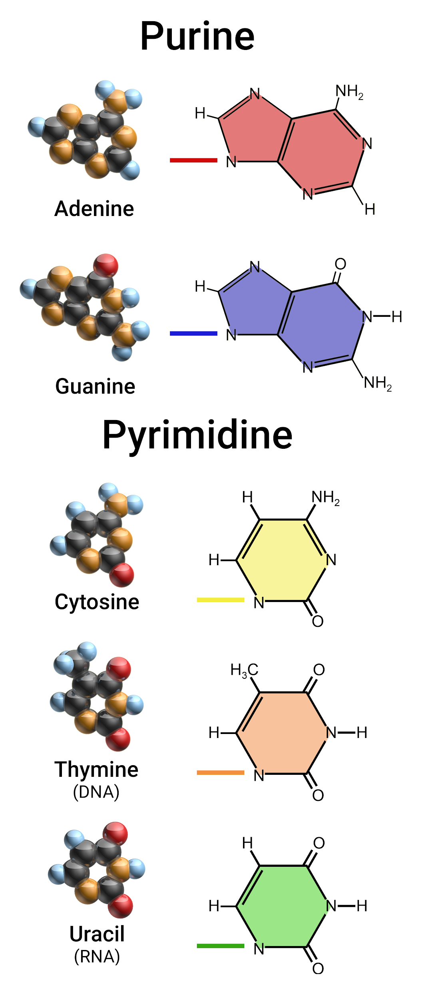 Purine
NH₂
N
H
N
N
N
H
Adenine
O
N
H
N—H
N
N
NH₂
Guanine
Pyrimidine
H
NH₂
H
N
N
O
Cytosine
H₃C
O
H
N—H
N
O
Thymine
(DNA)
H
O
H
N—H
N
O
Uracil
(RNA)